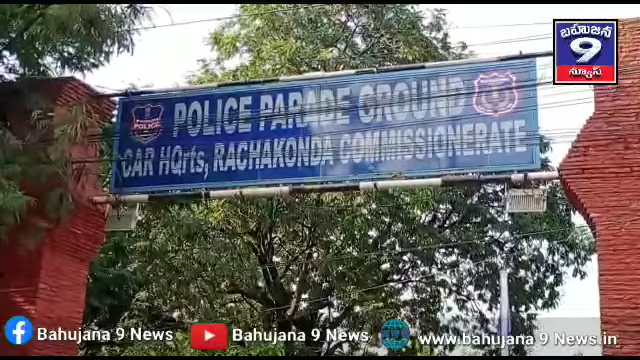 బహుజన
9
న్యూస్
POLICE PARADE GROUND
CAR HQrts, RACHAKONDA COMMISSIONERATE
POLICE
Bahujana 9 News Bahujana 9 News www.bahujana 9 News.in